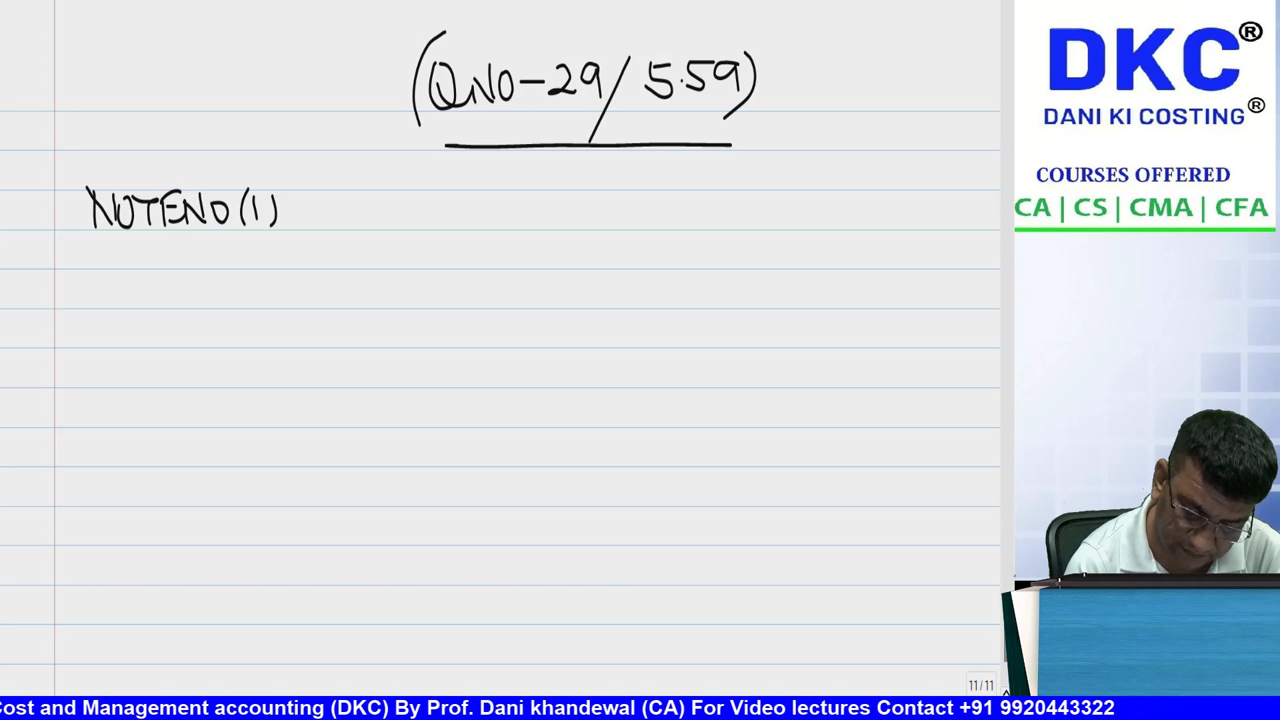 (QNO-29/5.59)
NOTENO(1)
DKC®
DANI KI COSTING®
COURSES OFFERED
CA | CS | CMA | CFA
11/11
Cost and Management accounting (DKC) By Prof. Dani khandewal (CA) For Video lectures Contact +91 9920443322